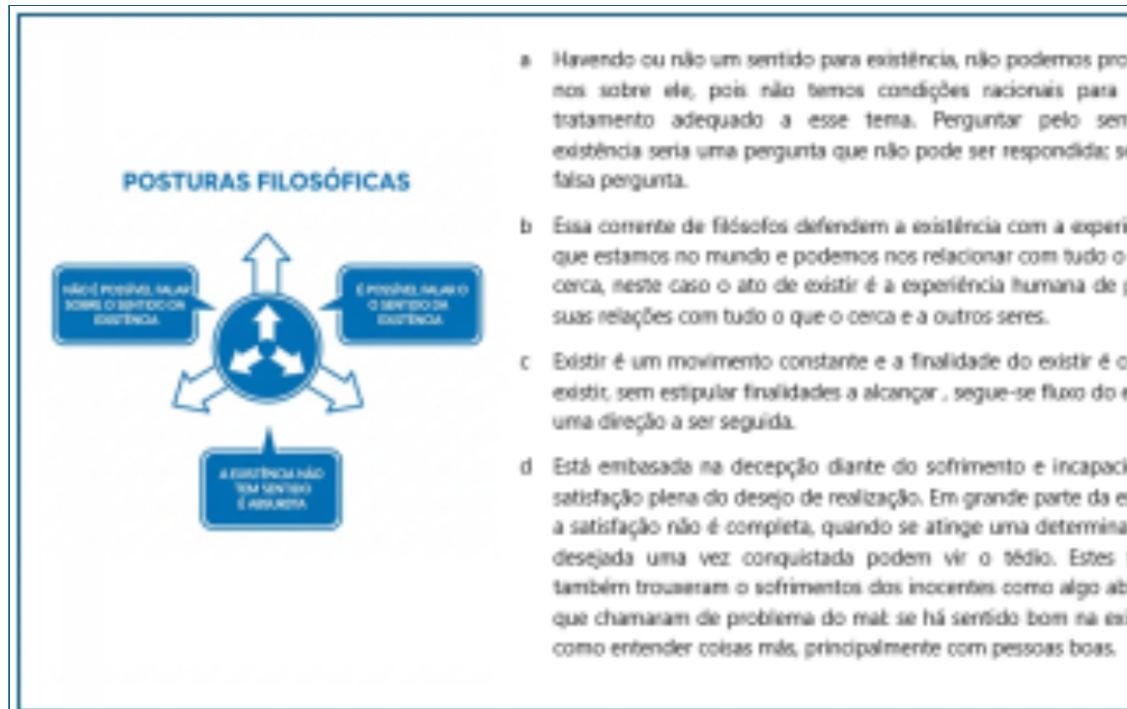 POSTURAS FILOSÓFICAS
NÃO É POSSÍVEL FALAR
SOBRE O SENTIDO DA
EXISTÊNCIA
É POSSÍVEL FALAR O
O SENTIDO DA
EXISTÊNCIA
A EXISTÊNCIA NÃO
TEM SENTIDO
É ABSURDA
a Havendo ou não um sentido para existência, não podemos pro
nos sobre ele, pois não temos condições racionais para
tratamento adequado a esse tema. Perguntar pelo sen
existência seria uma pergunta que não pode ser respondida; se
falsa pergunta.
b Essa corrente de filósofos defendem a existência com a experi
que estamos no mundo e podemos nos relacionar com tudo o
cerca, neste caso o ato de existir é a experiência humana de p
suas relações com tudo o que o cerca e a outros seres.
c Existir é um movimento constante e a finalidade do existir é o
existir, sem estipular finalidades a alcançar , segue-se fluxo do e
uma direção a ser seguida.
d Está embasada na decepção diante do sofrimento e incapaci
satisfação plena do desejo de realização. Em grande parte da e
a satisfação não é completa, quando se atinge uma determina
desejada uma vez conquistada podem vir o tédio. Estes
também trouxeram o sofrimentos dos inocentes como algo ab
que chamaram de problema do mal: se há sentido bom na exi
como entender coisas más, principalmente com pessoas boas.